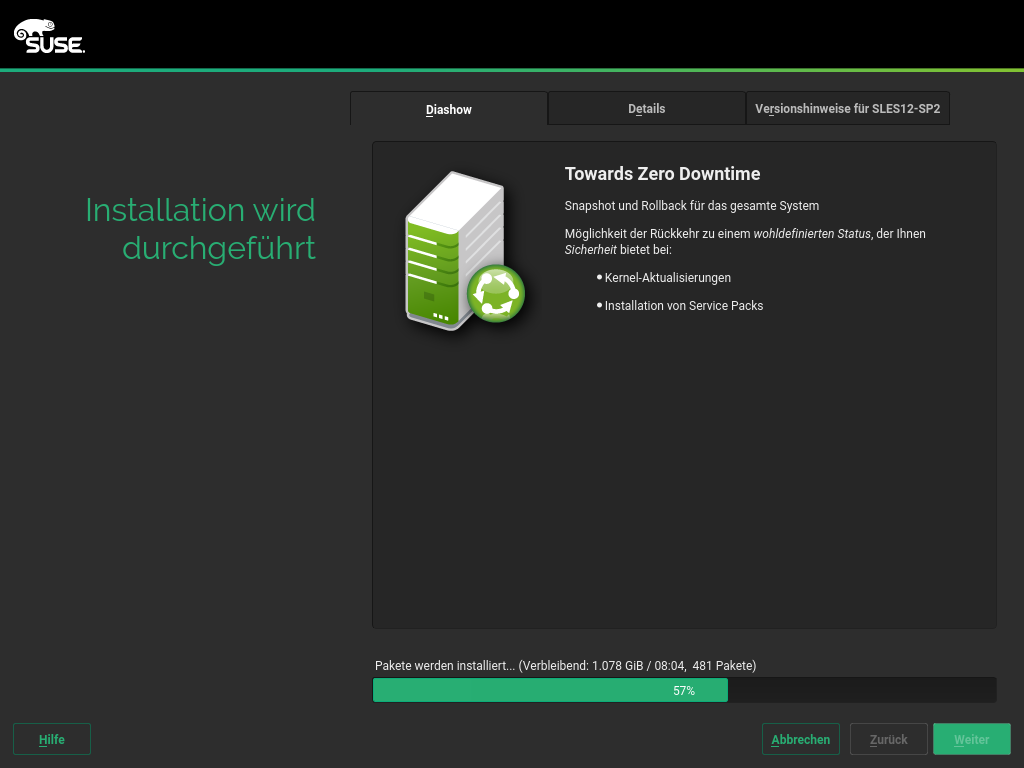 SUSE.
Diashow
Details
Versionshinweise für SLES12-SP2
Installation wird
durchgeführt
Towards Zero Downtime
Snapshot und Rollback für das gesamte System
Möglichkeit der Rückkehr zu einem wohldefinierten Status, der Ihnen
Sicherheit bietet bei:
• Kernel-Aktualisierungen
• Installation von Service Packs
Pakete werden installiert... (Verbleibend: 1.078 GiB / 08:04,  481 Pakete)
57%
Hilfe
Abbrechen
Zurück
Weiter